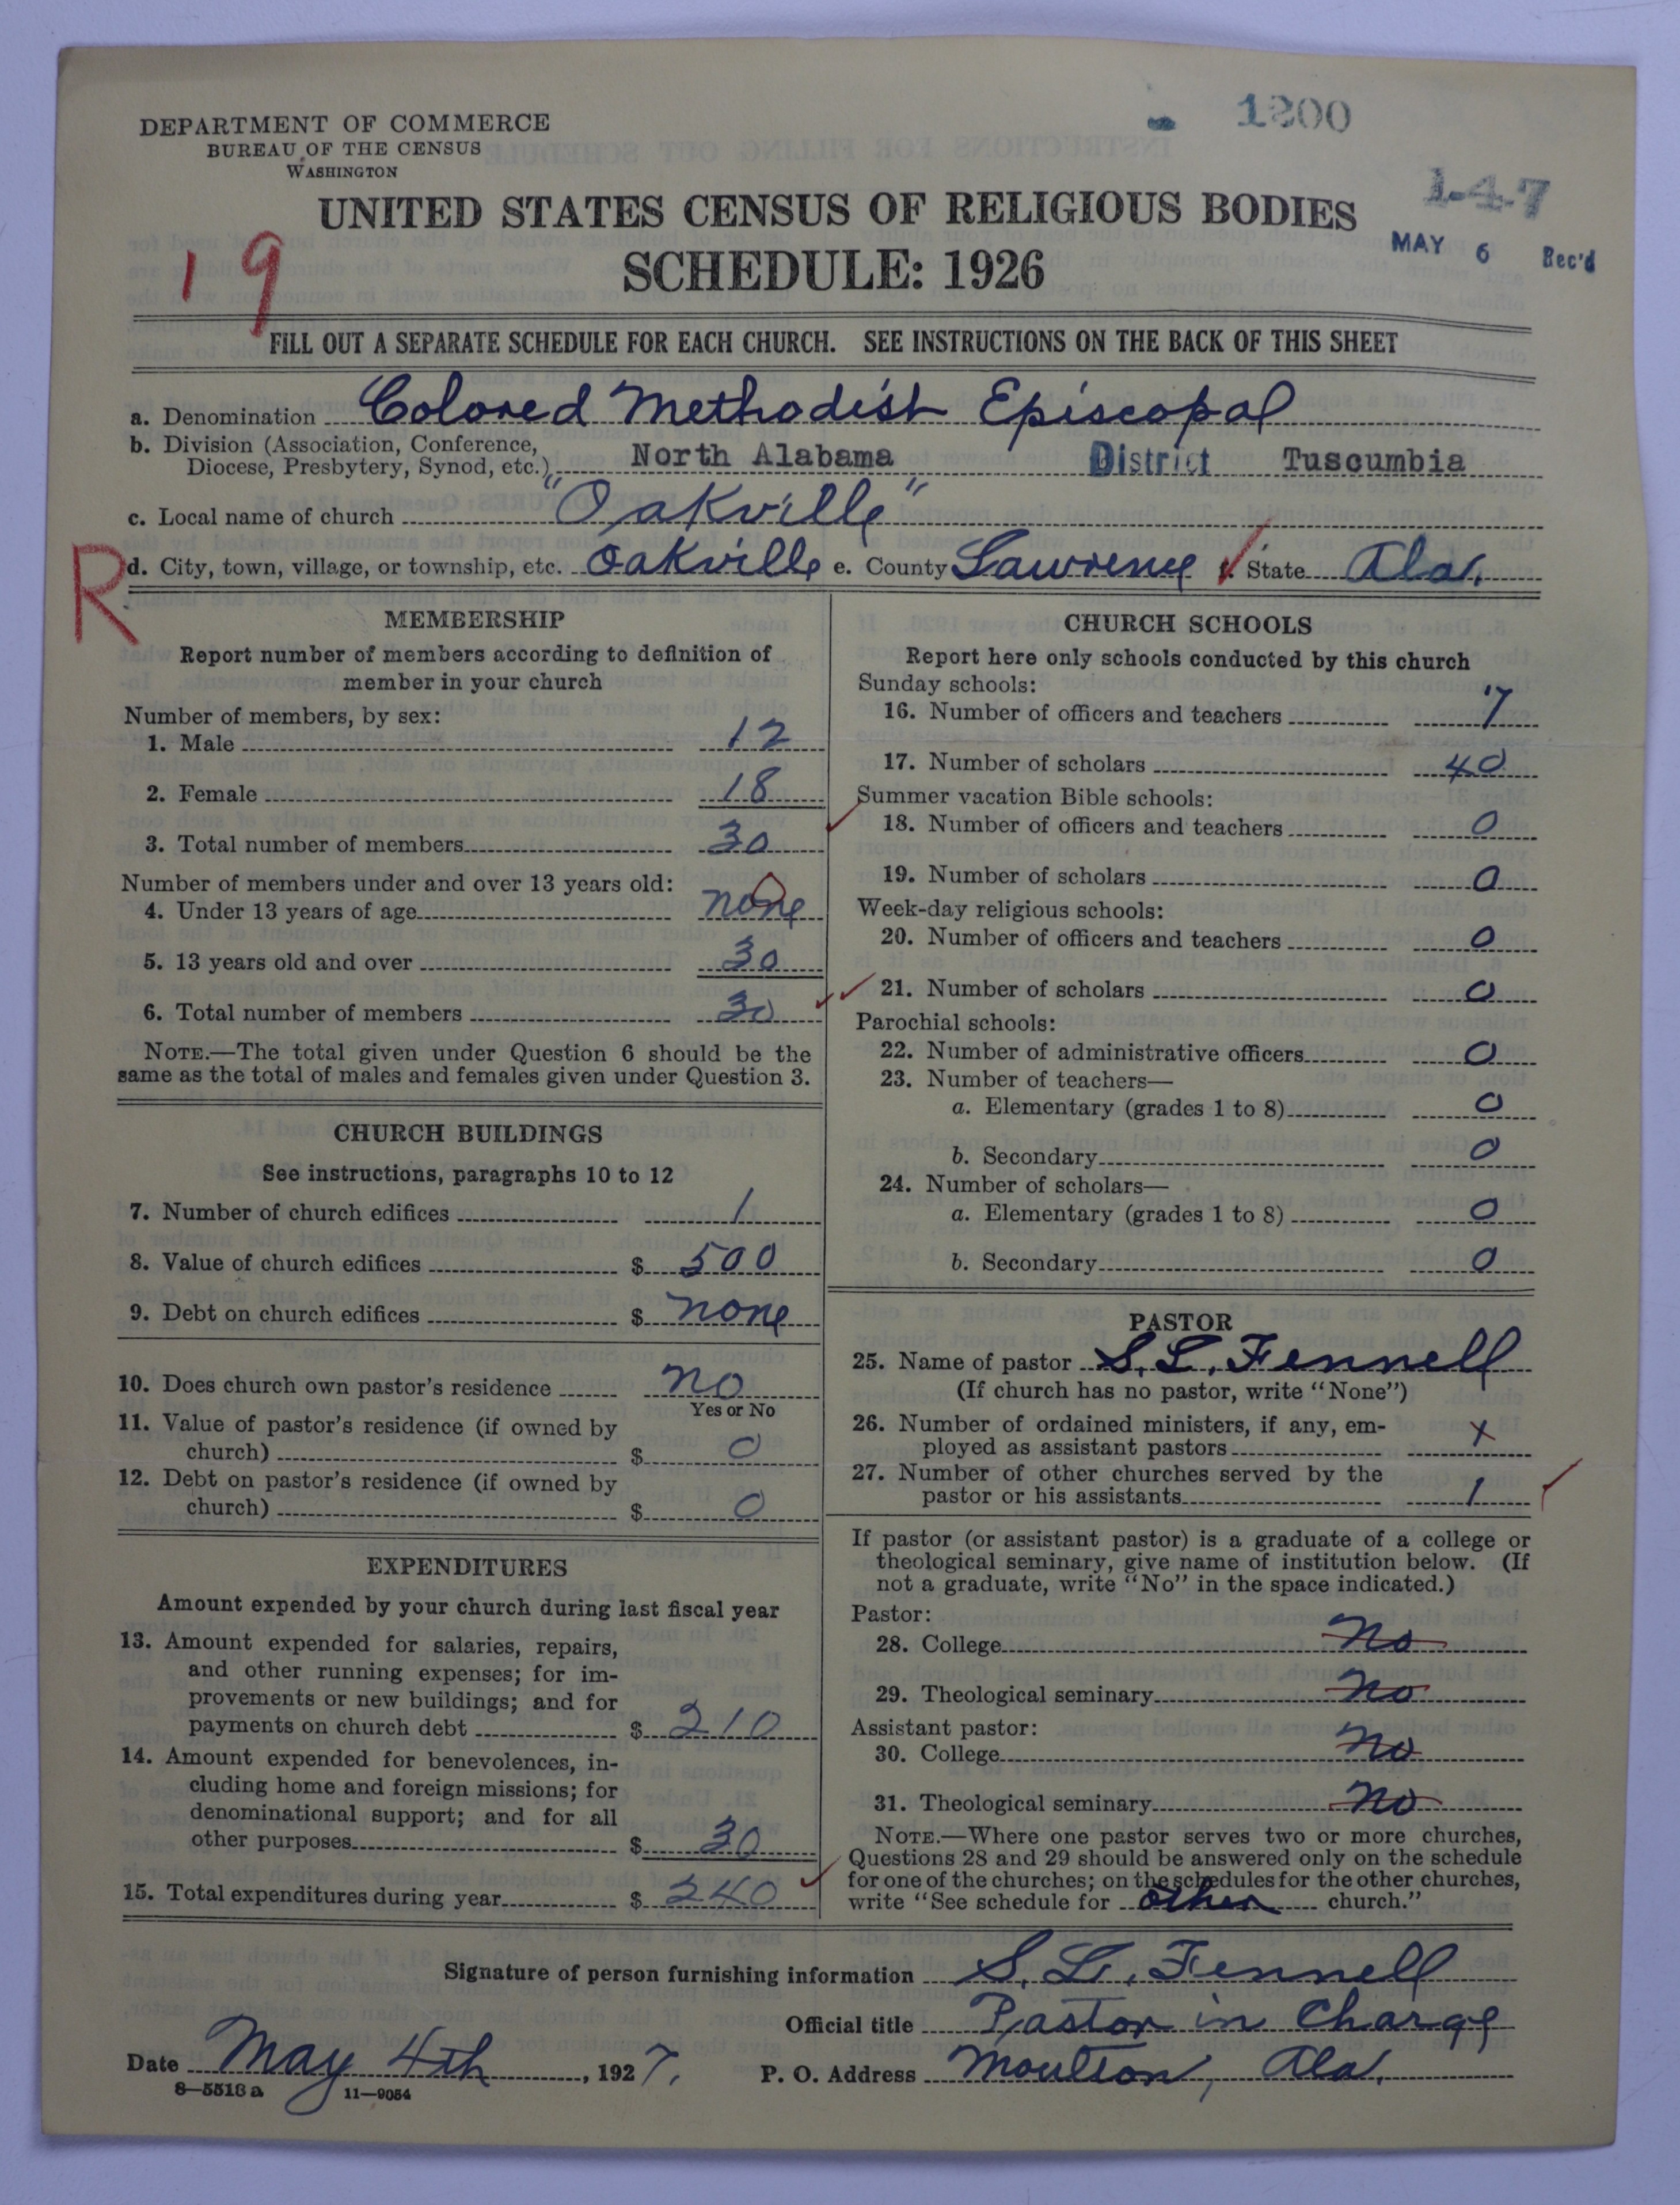 1200
DEPARTMENT OF COMMERCE
BUREAU OF THE CENSUS
WASHINGTON
1-4-7
UNITED STATES CENSUS OF RELIGIOUS BODIES
MAY 6 Rec'd
19
SCHEDULE: 1926
FILL OUT A SEPARATE SCHEDULE FOR EACH CHURCH. SEE INSTRUCTIONS ON THE BACK OF THIS SHEET
a. Denomination Colored Methodist Episcopal
b. Division (Association, Conference,
Diocese, Presbytery, Synod, etc.) North Alabama District Tuscumbia
c. Local name of church "Oakville"
R
d. City, town, village, or township, etc. Oakville e. County Lawrence f. State Ala.
MEMBERSHIP
Report number of members according to definition of
member in your church
Number of members, by sex:
1. Male 12
2. Female 18
3. Total number of members 30
Number of members under and over 13 years old:
4. Under 13 years of age none
5. 13 years old and over 30
6. Total number of members 30
NOTE.—The total given under Question 6 should be the
same as the total of males and females given under Question 3.
CHURCH BUILDINGS
See instructions, paragraphs 10 to 12
7. Number of church edifices 1
8. Value of church edifices $ 500
9. Debt on church edifices $ none
10. Does church own pastor's residence no
Yes or No
11. Value of pastor's residence (if owned by
church) $ 0
12. Debt on pastor's residence (if owned by
church) $ 0
EXPENDITURES
Amount expended by your church during last fiscal year
13. Amount expended for salaries, repairs,
and other running expenses; for im-
provements or new buildings; and for
payments on church debt $ 210
14. Amount expended for benevolences, in-
cluding home and foreign missions; for
denominational support; and for all
other purposes $ 30
15. Total expenditures during year $ 240
CHURCH SCHOOLS
Report here only schools conducted by this church
Sunday schools:
16. Number of officers and teachers 7
17. Number of scholars 40
Summer vacation Bible schools:
18. Number of officers and teachers 0
19. Number of scholars 0
Week-day religious schools:
20. Number of officers and teachers 0
21. Number of scholars 0
Parochial schools:
22. Number of administrative officers 0
23. Number of teachers—
a. Elementary (grades 1 to 8) 0
b. Secondary 0
24. Number of scholars—
a. Elementary (grades 1 to 8) 0
b. Secondary 0
PASTOR
25. Name of pastor S. L. Fennell
(If church has no pastor, write "None")
26. Number of ordained ministers, if any, em-
ployed as assistant pastors x
27. Number of other churches served by the
pastor or his assistants 1
If pastor (or assistant pastor) is a graduate of a college or
theological seminary, give name of institution below. (If
not a graduate, write "No" in the space indicated.)
Pastor:
28. College No
29. Theological seminary No
Assistant pastor:
30. College No
31. Theological seminary No
NOTE.—Where one pastor serves two or more churches,
Questions 28 and 29 should be answered only on the schedule
for one of the churches; on the schedules for the other churches,
write "See schedule for other church."
Signature of person furnishing information S. L. Fennell
Official title Pastor in Charge
Date May 4th, 1927. P. O. Address Moulton, Ala.
8-5513a 11-9054